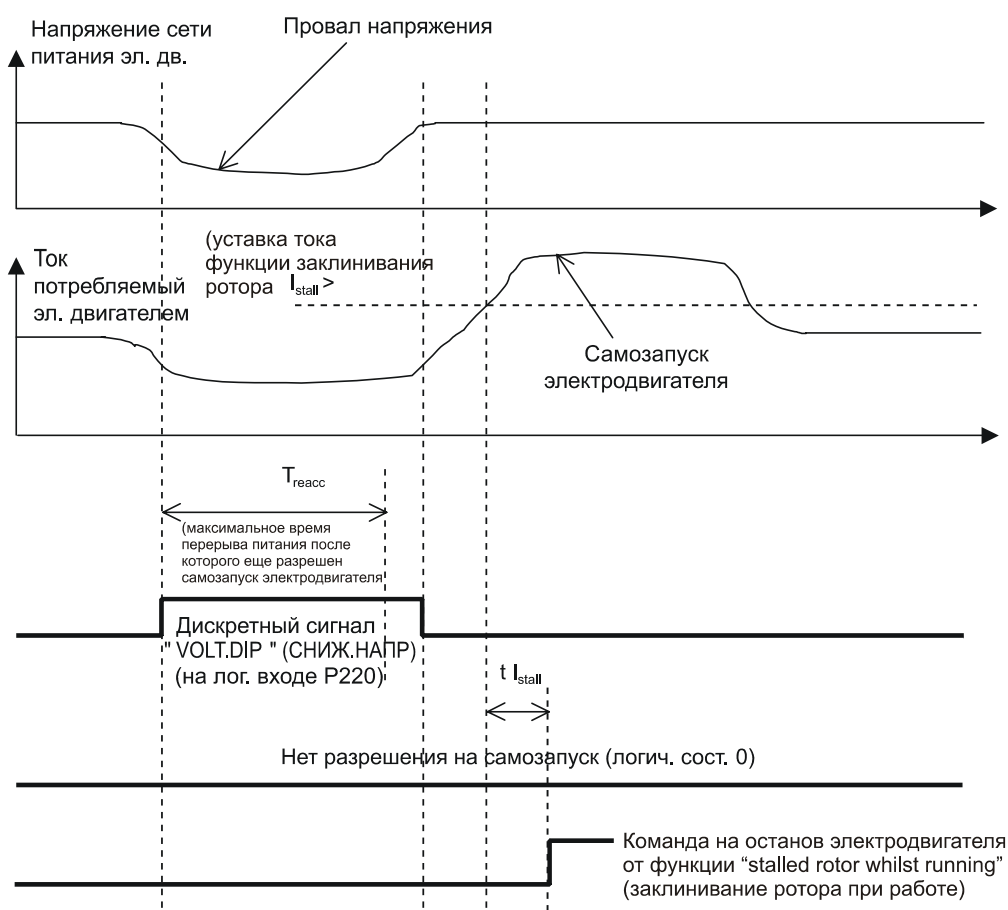 Напряжение сети
питания эл. дв.
Провал напряжения
(уставка тока
функции заклинивания
ротора I stall >
Ток
потребляемый
эл. двигателем
Самозапуск
электродвигателя
T reacc
(максимальное время
перерыва питания после
которого еще разрешен
самозапуск электродвигателя
Дискретный сигнал
" VOLT.DIP " (СНИЖ.НАПР)
(на лог. входе P220)
t I stall
Нет разрешения на самозапуск (логич. сост. 0)
Команда на останов электродвигателя
от функции “stalled rotor whilst running”
(заклинивание ротора при работе)